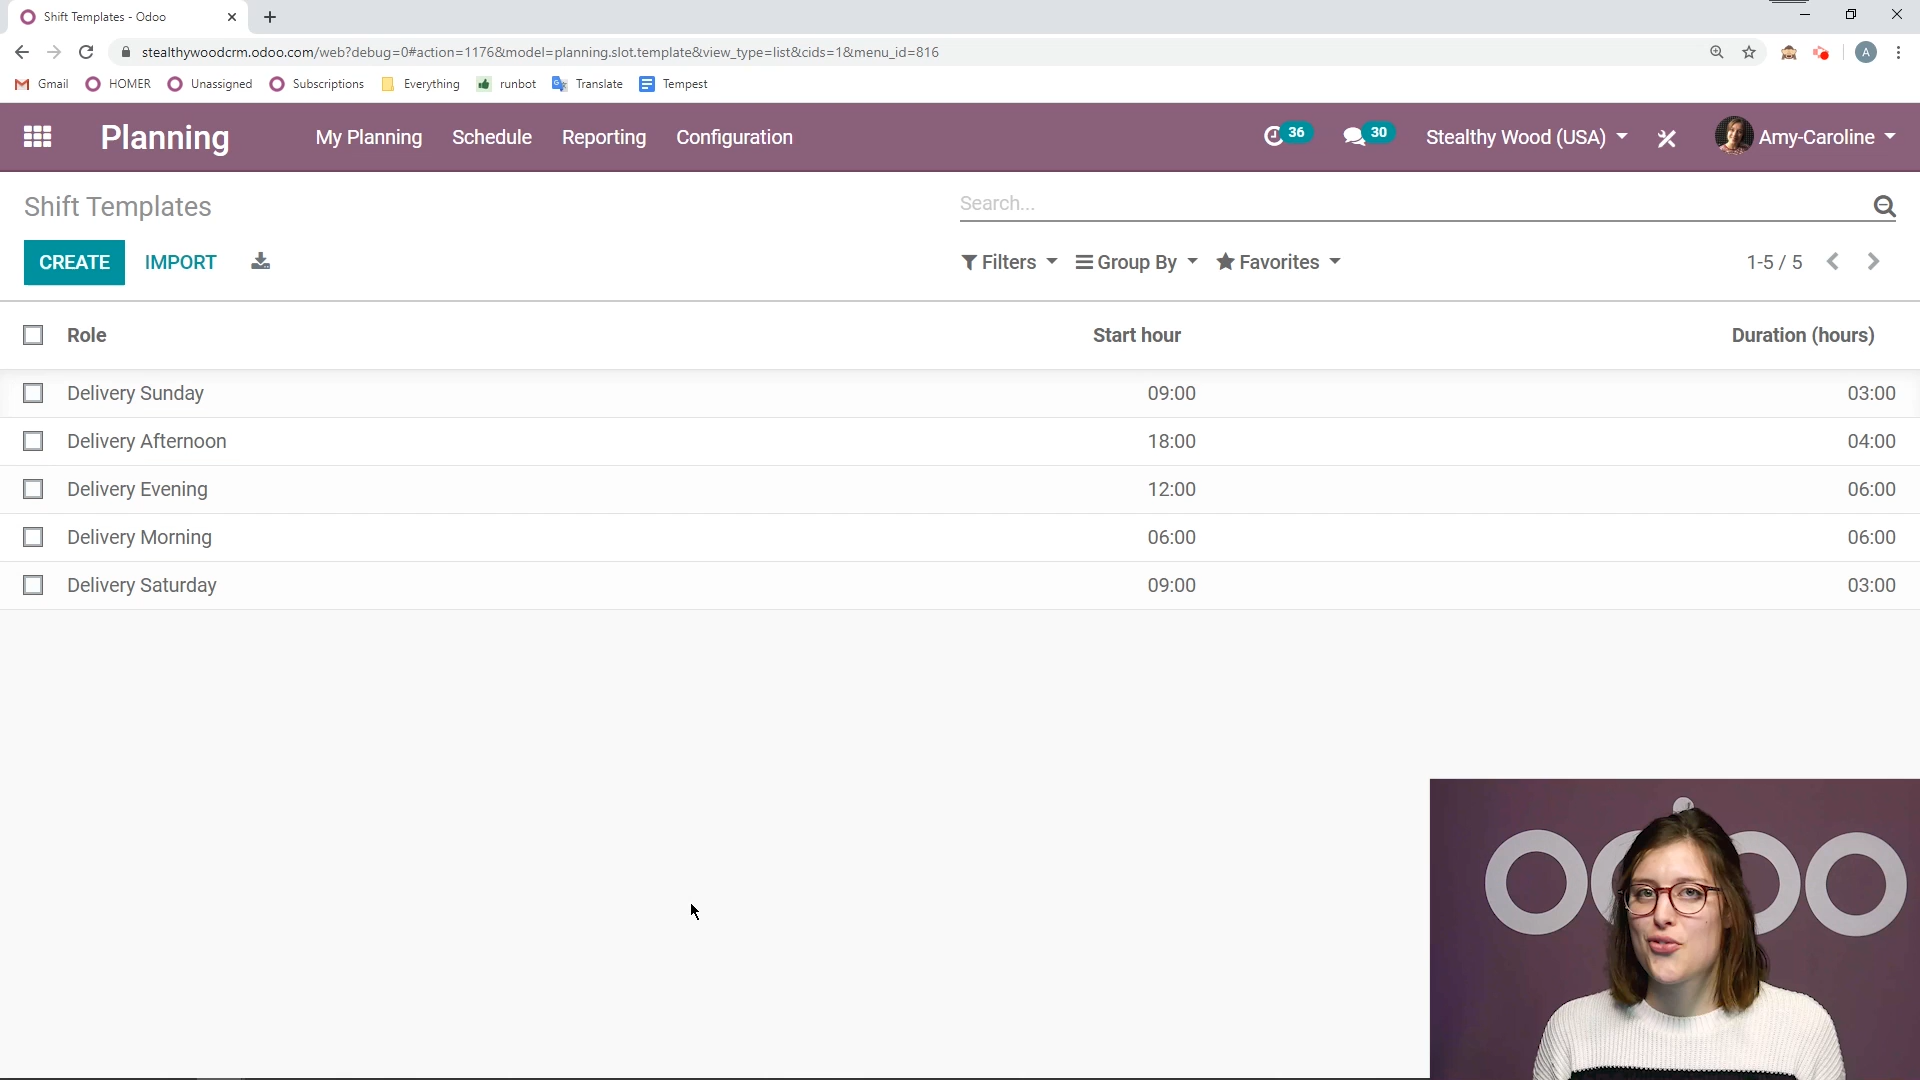 Shift Templates - Odoo
stealthywoodcrm.odoo.com/web?debug=0#action=1176&model=planning.slot.template&view_type=list&cids=1&menu_id=816
A
Gmail HOMER Unassigned Subscriptions Everything runbot Translate Tempest
Planning My Planning Schedule Reporting Configuration 36 30 Stealthy Wood (USA) Amy-Caroline
Shift Templates Search...
CREATE IMPORT Filters Group By Favorites 1-5 / 5
Role Start hour Duration (hours)
Delivery Sunday 09:00 03:00
Delivery Afternoon 18:00 04:00
Delivery Evening 12:00 06:00
Delivery Morning 06:00 06:00
Delivery Saturday 09:00 03:00
odoo